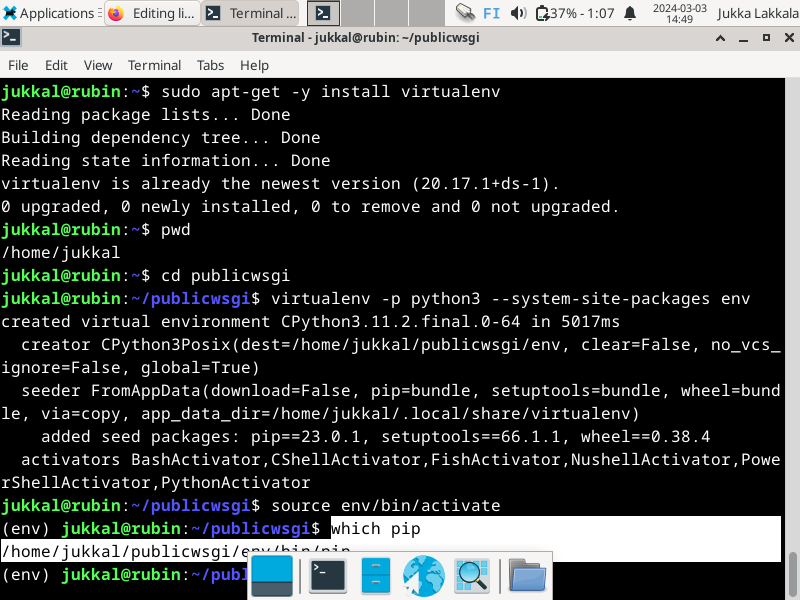 Applications
Editing li...
Terminal ...
FI
37% - 1:07
2024-03-03
14:49
Jukka Lakkala
Terminal - jukkal@rubin: ~/publicwsgi
File Edit View Terminal Tabs Help
jukkal@rubin:~$ sudo apt-get -y install virtualenv
Reading package lists... Done
Building dependency tree... Done
Reading state information... Done
virtualenv is already the newest version (20.17.1+ds-1).
0 upgraded, 0 newly installed, 0 to remove and 0 not upgraded.
jukkal@rubin:~$ pwd
/home/jukkal
jukkal@rubin:~$ cd publicwsgi
jukkal@rubin:~/publicwsgi$ virtualenv -p python3 --system-site-packages env
created virtual environment CPython3.11.2.final.0-64 in 5017ms
  creator CPython3Posix(dest=/home/jukkal/publicwsgi/env, clear=False, no_vcs_
ignore=False, global=True)
  seeder FromAppData(download=False, pip=bundle, setuptools=bundle, wheel=bund
le, via=copy, app_data_dir=/home/jukkal/.local/share/virtualenv)
    added seed packages: pip==23.0.1, setuptools==66.1.1, wheel==0.38.4
  activators BashActivator,CShellActivator,FishActivator,NushellActivator,Powe
rShellActivator,PythonActivator
jukkal@rubin:~/publicwsgi$ source env/bin/activate
(env) jukkal@rubin:~/publicwsgi$ which pip
/home/jukkal/publicwsgi/env/bin/pip
(env) jukkal@rubin:~/publ